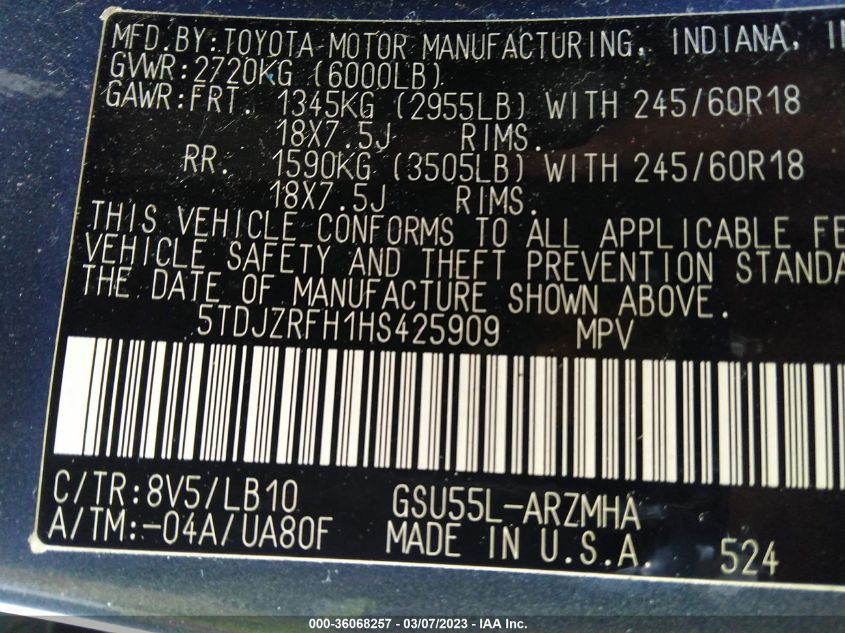 MFD.BY:TOYOTA MOTOR MANUFACTURING, INDIANA,
GVWR:2720KG (6000LB)
GAWR:FRT. 1345KG (2955LB) WITH 245/60R18
18X7.5J RIMS.
RR. 1590KG (3505LB) WITH 245/60R18
18X7.5J RIMS.
THIS VEHICLE CONFORMS TO ALL APPLICABLE FE
VEHICLE SAFETY AND THEFT PREVENTION STANDA
THE DATE OF MANUFACTURE SHOWN ABOVE.
5TDJZRFH1HS425909 MPV
C/TR:8V5/LB10 GSU55L-ARZMHA
A/TM:-04A/UA80F MADE IN U.S.A. 524
000-36068257 - 03/07/2023 - IAA Inc.